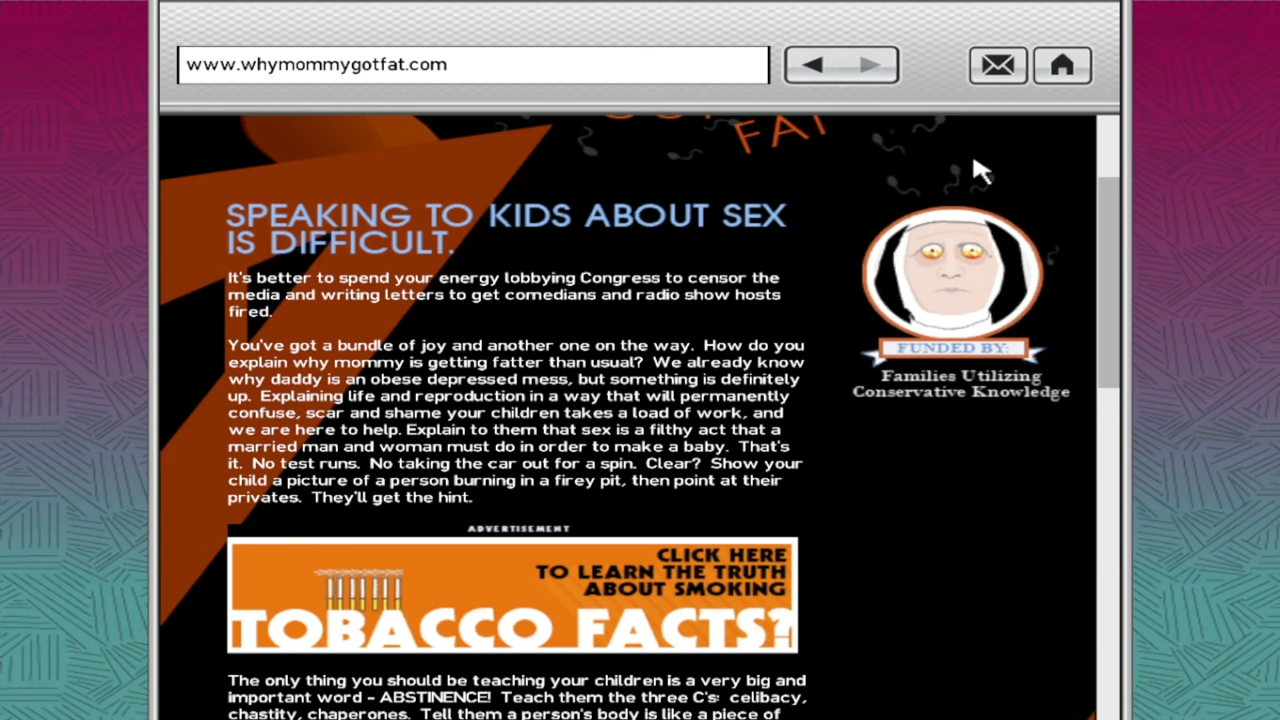 www.whymommygotfat.com
FAT
SPEAKING TO KIDS ABOUT SEX
IS DIFFICULT.
It's better to spend your energy lobbying Congress to censor the
media and writing letters to get comedians and radio show hosts
fired.
You've got a bundle of joy and another one on the way. How do you
explain why mommy is getting fatter than usual? We already know
why daddy is an obese depressed mess, but something is definitely
up. Explaining life and reproduction in a way that will permanently
confuse, scar and shame your children takes a load of work, and
we are here to help. Explain to them that sex is a filthy act that a
married man and woman must do in order to make a baby. That's
it. No test runs. No taking the car out for a spin. Clear? Show your
child a picture of a person burning in a firey pit, then point at their
privates. They'll get the hint.
FUNDED BY:
Families Utilizing
Conservative Knowledge
ADVERTISEMENT
CLICK HERE
TO LEARN THE TRUTH
ABOUT SMOKING
TOBACCO FACTS?
The only thing you should be teaching your children is a very big and
important word - ABSTINENCE! Teach them the three C's: celibacy,
chastity, chaperones. Tell them a person's body is like a piece of